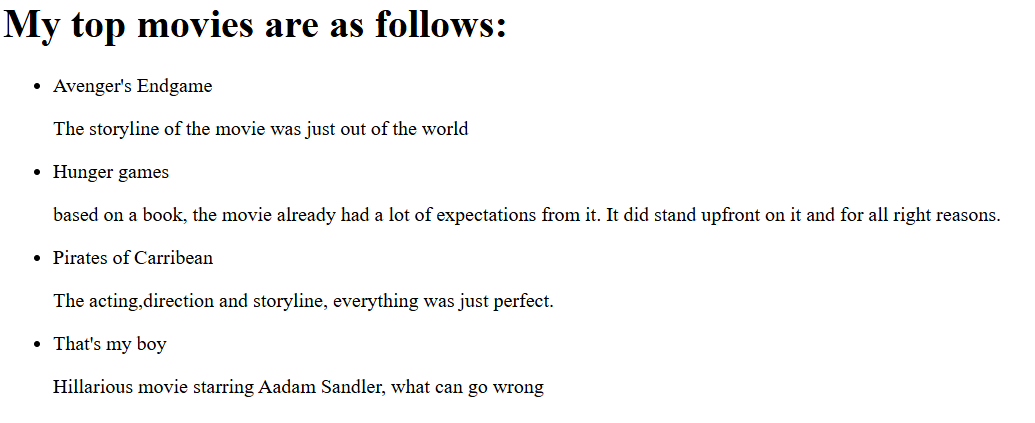 My top movies are as follows:
Avenger's Endgame
The storyline of the movie was just out of the world
Hunger games
based on a book, the movie already had a lot of expectations from it. It did stand upfront on it and for all right reasons.
Pirates of Carribean
The acting,direction and storyline, everything was just perfect.
That's my boy
Hillarious movie starring Aadam Sandler, what can go wrong